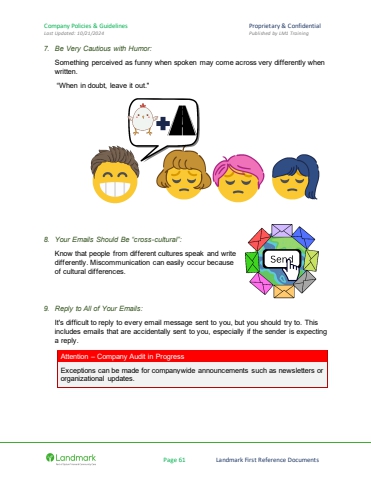 Company Policies & Guidelines
Proprietary & Confidential
Last Updated: 10/21/2024
Published by LMS Training
7. Be Very Cautious with Humor:
Something perceived as funny when spoken may come across very differently when
written.
“When in doubt, leave it out.”
8. Your Emails Should Be “cross-cultural”:
Know that people from different cultures speak and write
differently. Miscommunication can easily occur because
of cultural differences.
Send
9. Reply to All of Your Emails:
It's difficult to reply to every email message sent to you, but you should try to. This
includes emails that are accidentally sent to you, especially if the sender is expecting
a reply.
Attention – Company Audit in Progress
Exceptions can be made for companywide announcements such as newsletters or
organizational updates.
Landmark
Page 61
Landmark First Reference Documents